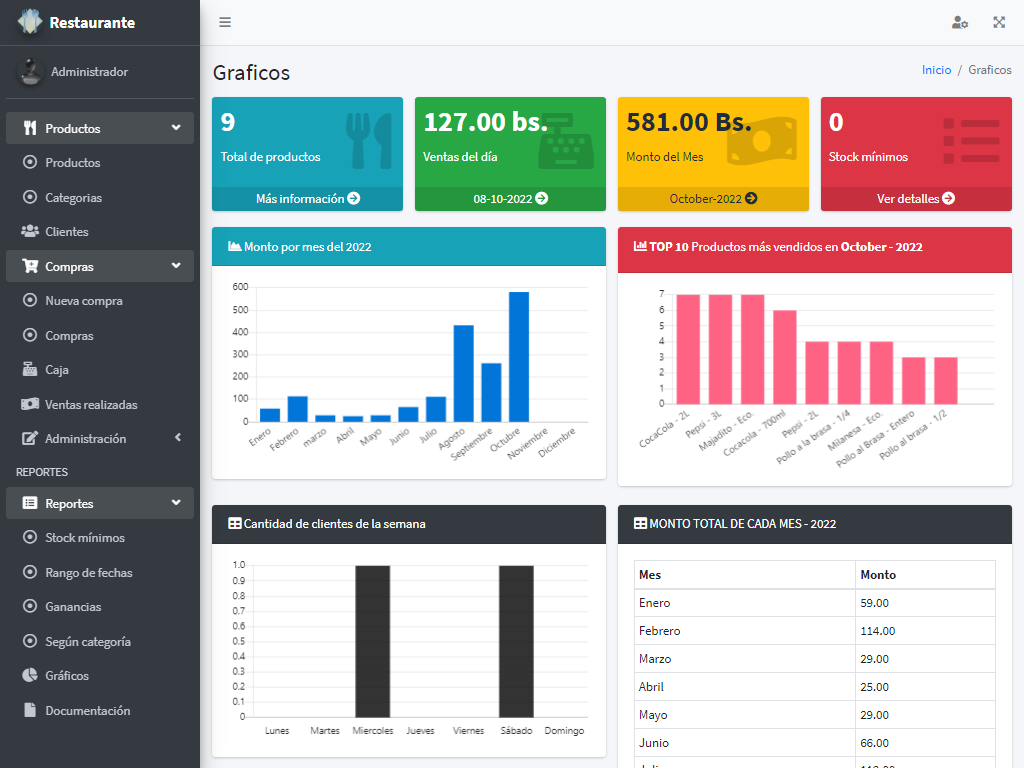 Restaurante
Administrador
Productos
Productos
Categorias
Clientes
Compras
Nueva compra
Compras
Caja
Ventas realizadas
Administración
REPORTES
Reportes
Stock mínimos
Rango de fechas
Ganancias
Según categoría
Gráficos
Documentación
Graficos
Inicio / Graficos
9
Total de productos
Más información
127.00 bs.
Ventas del día
08-10-2022
581.00 Bs.
Monto del Mes
October-2022
0
Stock mínimos
Ver detalles
Monto por mes del 2022
600
500
400
300
200
100
0
Enero
Febrero
marzo
Abril
Mayo
Junio
Julio
Agosto
Septiembre
Octubre
Noviembre
Diciembre
TOP 10 Productos más vendidos en October - 2022
7
6
5
4
3
2
1
0
CocaCola - 2L
Pepsi - 3L
Majadito - Eco.
Cocacola - 700ml
Pepsi - 2L
Pollo a la brasa - 1/4
Milanesa - Eco.
Pollo al Brasa - Entero
Pollo al brasa - 1/2
Cantidad de clientes de la semana
1.0
0.9
0.8
0.7
0.6
0.5
0.4
0.3
0.2
0.1
0
Lunes Martes Miercoles Jueves Viernes Sábado Domingo
MONTO TOTAL DE CADA MES - 2022
Mes Monto
Enero 59.00
Febrero 114.00
Marzo 29.00
Abril 25.00
Mayo 29.00
Junio 66.00